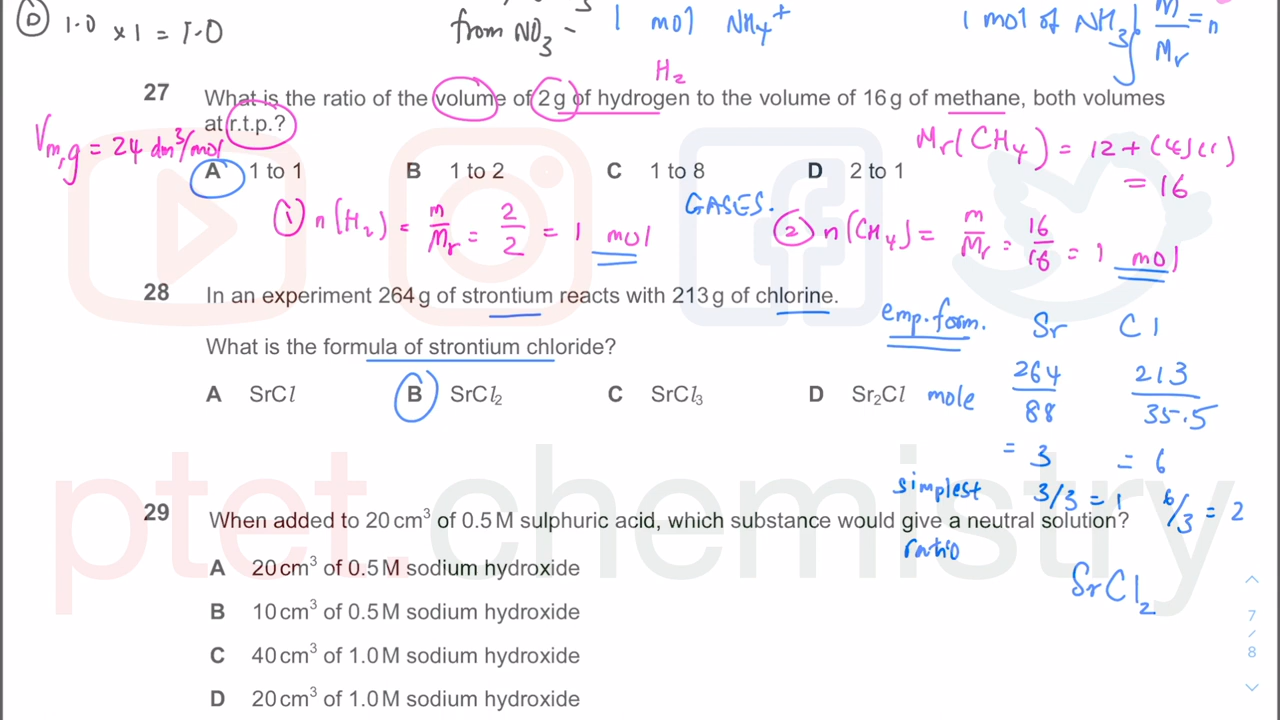 D 1.0 x1 = 1.0
from NO3 -
1 mol NH4+
1 mol of NH3
m/Mr = n
H2
27 What is the ratio of the volume of 2 g of hydrogen to the volume of 16 g of methane, both volumes
at r.t.p.?
Vm,g = 24 dm³/mol
Mr(CH4) = 12 + (4)(1)
= 16
A 1 to 1 B 1 to 2 C 1 to 8 D 2 to 1
GASES.
① n(H2) = m/Mr = 2/2 = 1 mol
② n(CH4) = m/Mr = 16/16 = 1 mol
28 In an experiment 264 g of strontium reacts with 213 g of chlorine.
emp. form. Sr Cl
What is the formula of strontium chloride?
A SrCl B SrCl2 C SrCl3 D Sr2Cl
mole 264/88 213/35.5
= 3 = 6
simplest 3/3 = 1 6/3 = 2
ptet.chemistry
29 When added to 20 cm³ of 0.5 M sulphuric acid, which substance would give a neutral solution?
ratio
A 20 cm³ of 0.5 M sodium hydroxide
SrCl2
B 10 cm³ of 0.5 M sodium hydroxide
C 40 cm³ of 1.0 M sodium hydroxide
D 20 cm³ of 1.0 M sodium hydroxide
7
/
8